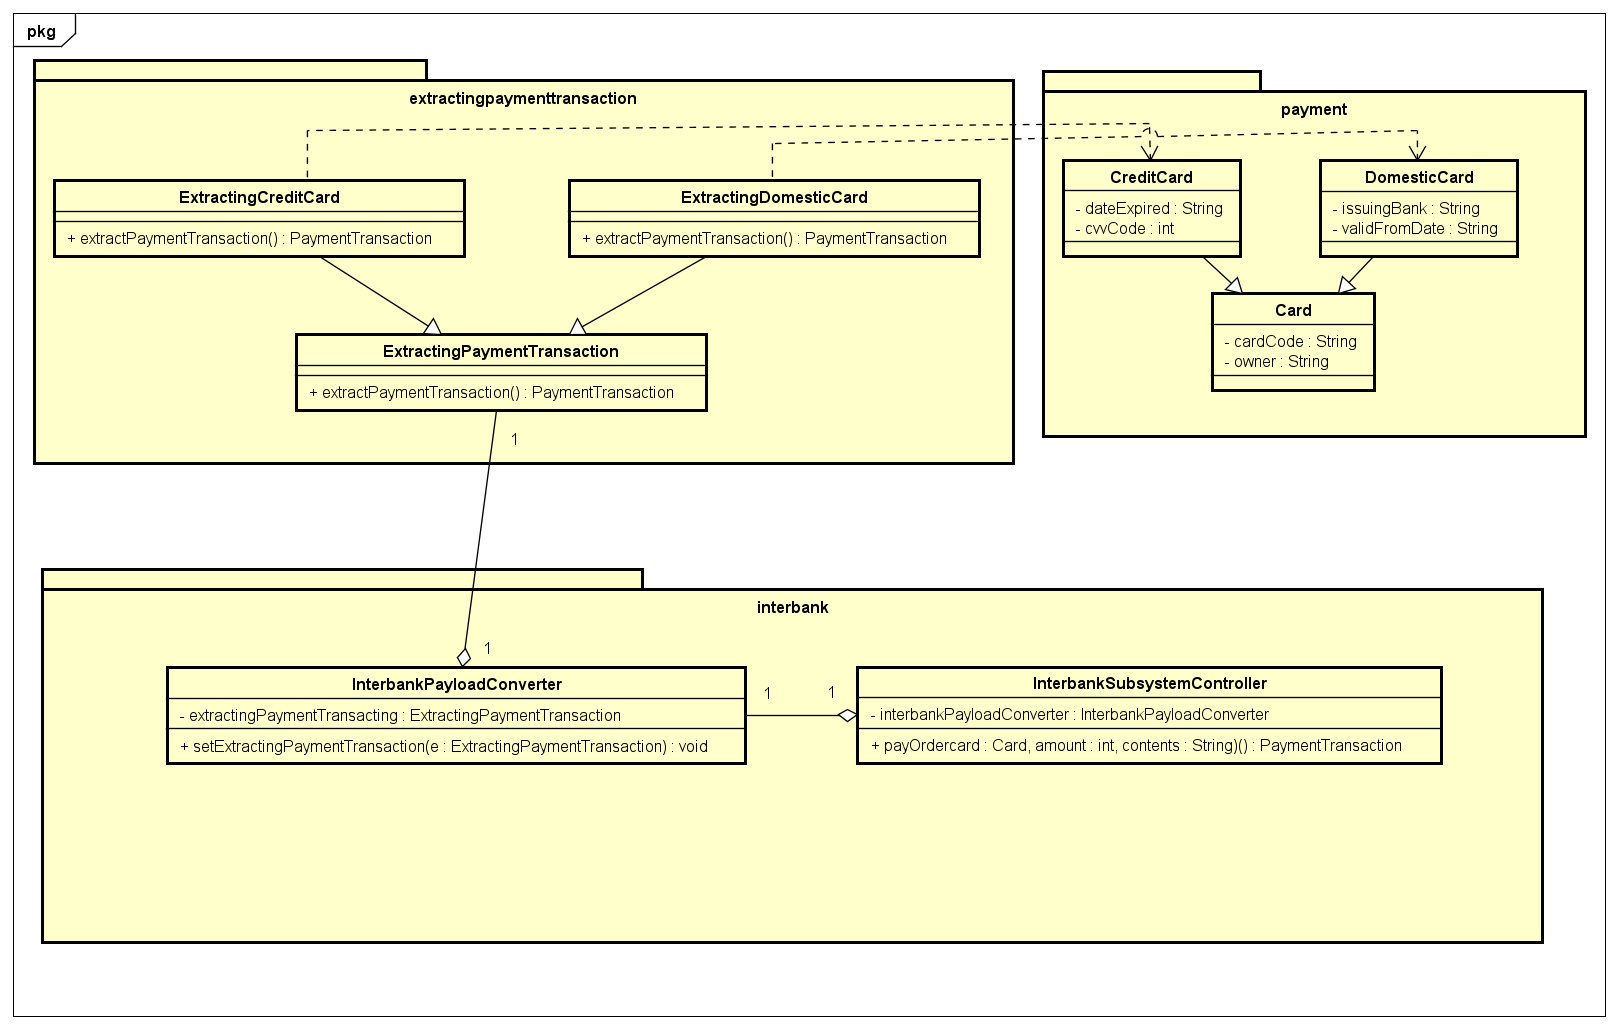 pkg
extractingpaymenttransaction
ExtractingCreditCard
+ extractPaymentTransaction() : PaymentTransaction
ExtractingDomesticCard
+ extractPaymentTransaction() : PaymentTransaction
ExtractingPaymentTransaction
+ extractPaymentTransaction() : PaymentTransaction
1
payment
CreditCard
- dateExpired : String
- cvvCode : int
DomesticCard
- issuingBank : String
- validFromDate : String
Card
- cardCode : String
- owner : String
interbank
1
InterbankPayloadConverter
- extractingPaymentTransacting : ExtractingPaymentTransaction
+ setExtractingPaymentTransaction(e : ExtractingPaymentTransaction) : void
1
1
InterbankSubsystemController
- interbankPayloadConverter : InterbankPayloadConverter
+ payOrdercard : Card, amount : int, contents : String)() : PaymentTransaction